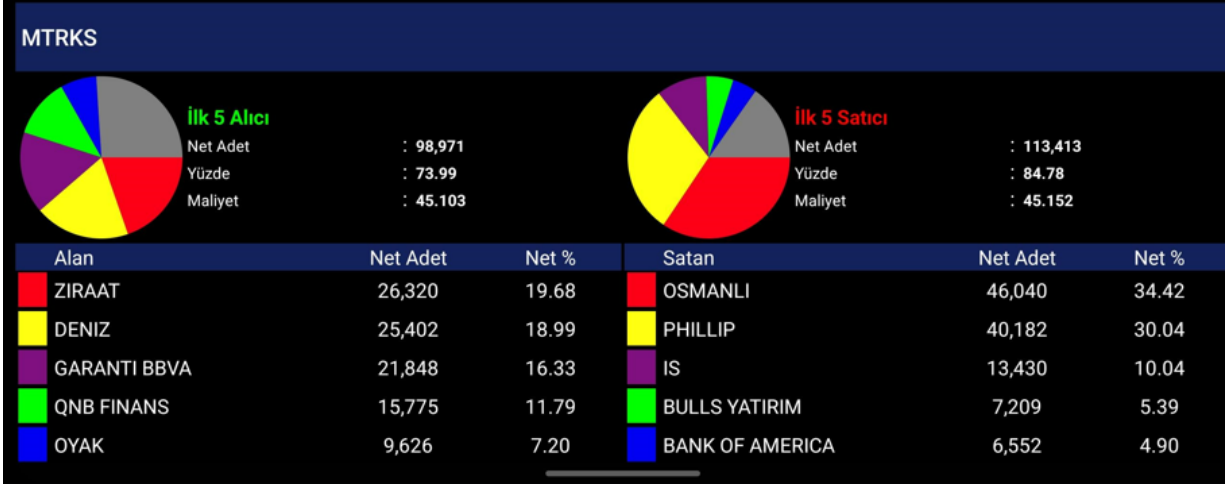 MTRKS
İlk 5 Alıcı
Net Adet : 98,971
Yüzde : 73.99
Maliyet : 45.103
İlk 5 Satıcı
Net Adet : 113,413
Yüzde : 84.78
Maliyet : 45.152
Alan Net Adet Net %
ZIRAAT 26,320 19.68
DENIZ 25,402 18.99
GARANTI BBVA 21,848 16.33
QNB FINANS 15,775 11.79
OYAK 9,626 7.20
Satan Net Adet Net %
OSMANLI 46,040 34.42
PHILLIP 40,182 30.04
IS 13,430 10.04
BULLS YATIRIM 7,209 5.39
BANK OF AMERICA 6,552 4.90